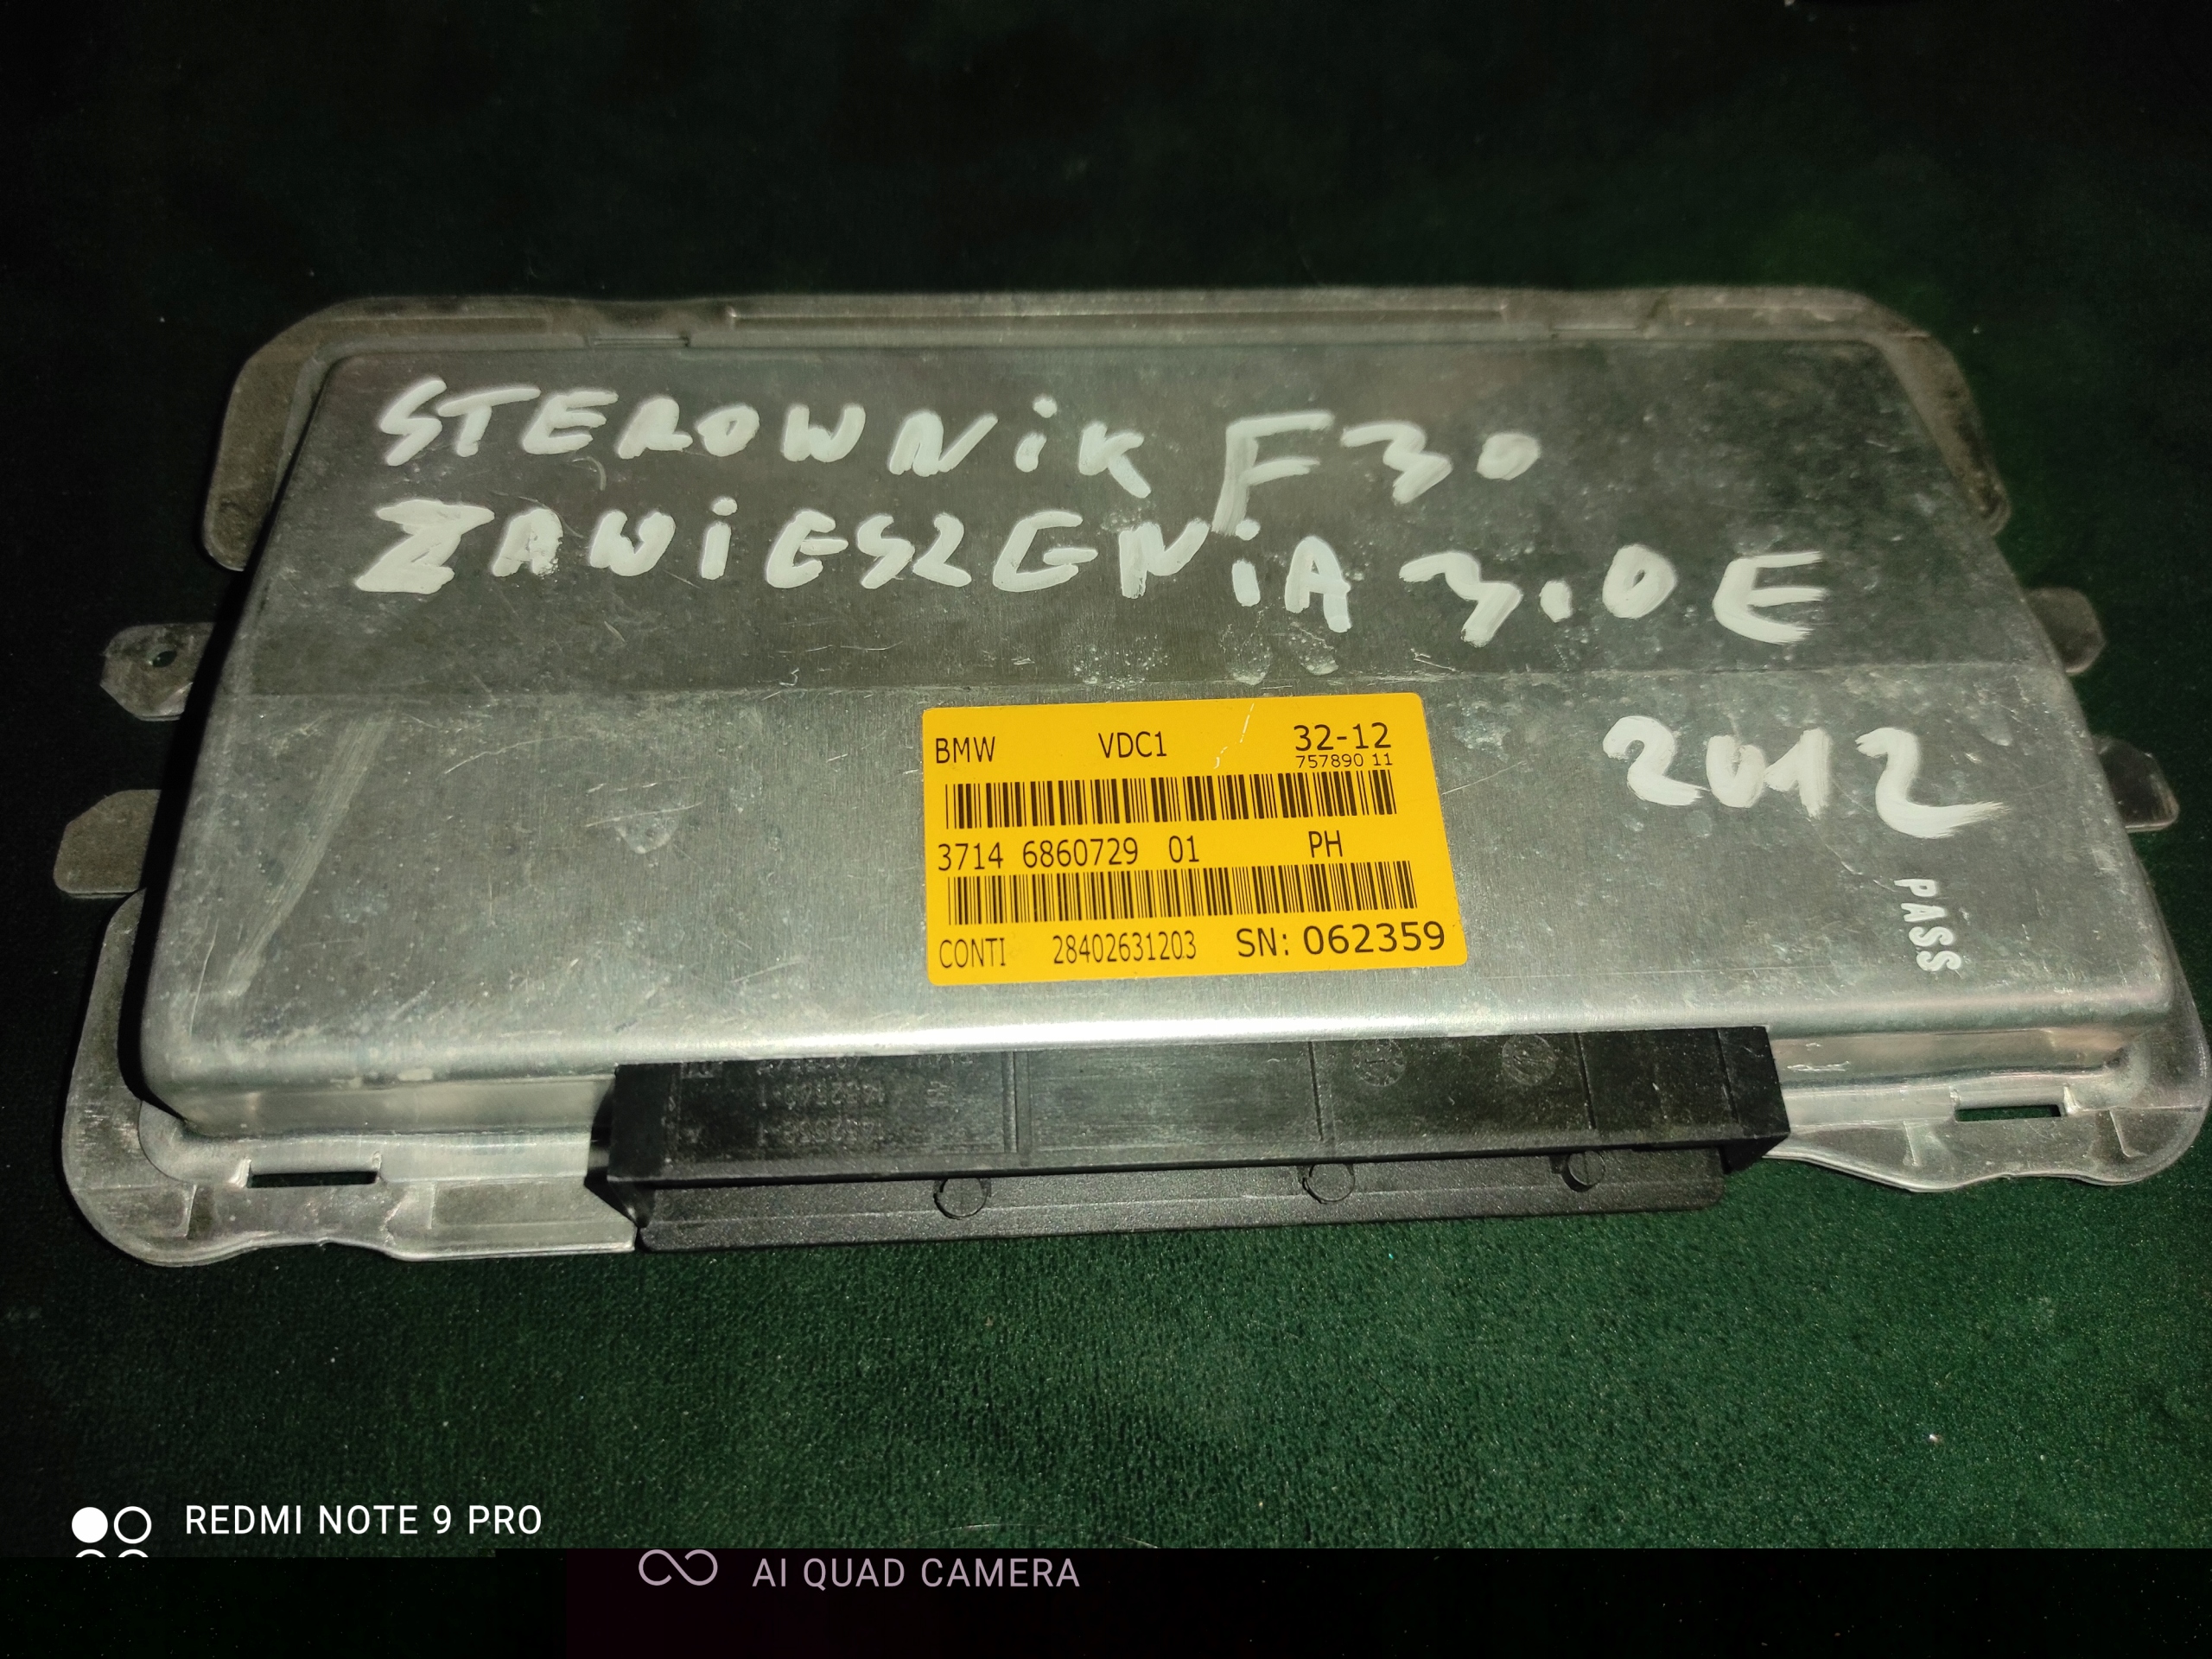 STEROWNiK F30
ZAWiESZENiA 3.0 E
2012
BMW VDC1 32-12
757890 11
3714 6860729 01 PH
CONTI 28402631203 SN: 062359
PASS
REDMI NOTE 9 PRO
AI QUAD CAMERA